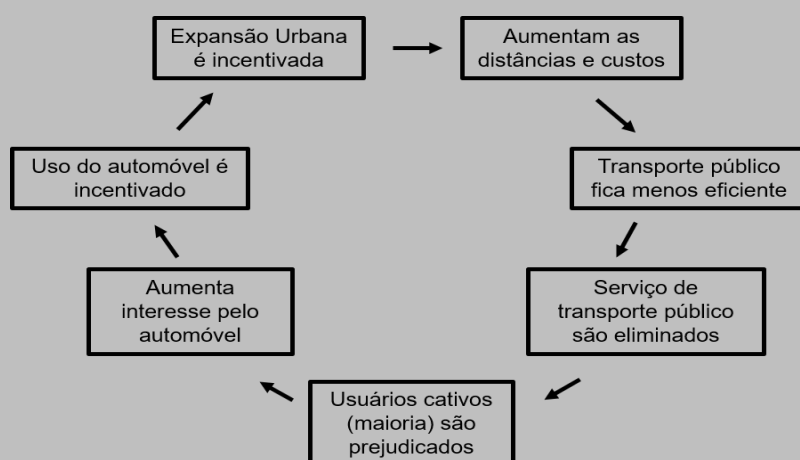 Expansão Urbana
é incentivada
Aumentam as
distâncias e custos
Transporte público
fica menos eficiente
Serviço de
transporte público
são eliminados
Usuários cativos
(maioria) são
prejudicados
Aumenta
interesse pelo
automóvel
Uso do automóvel é
incentivado